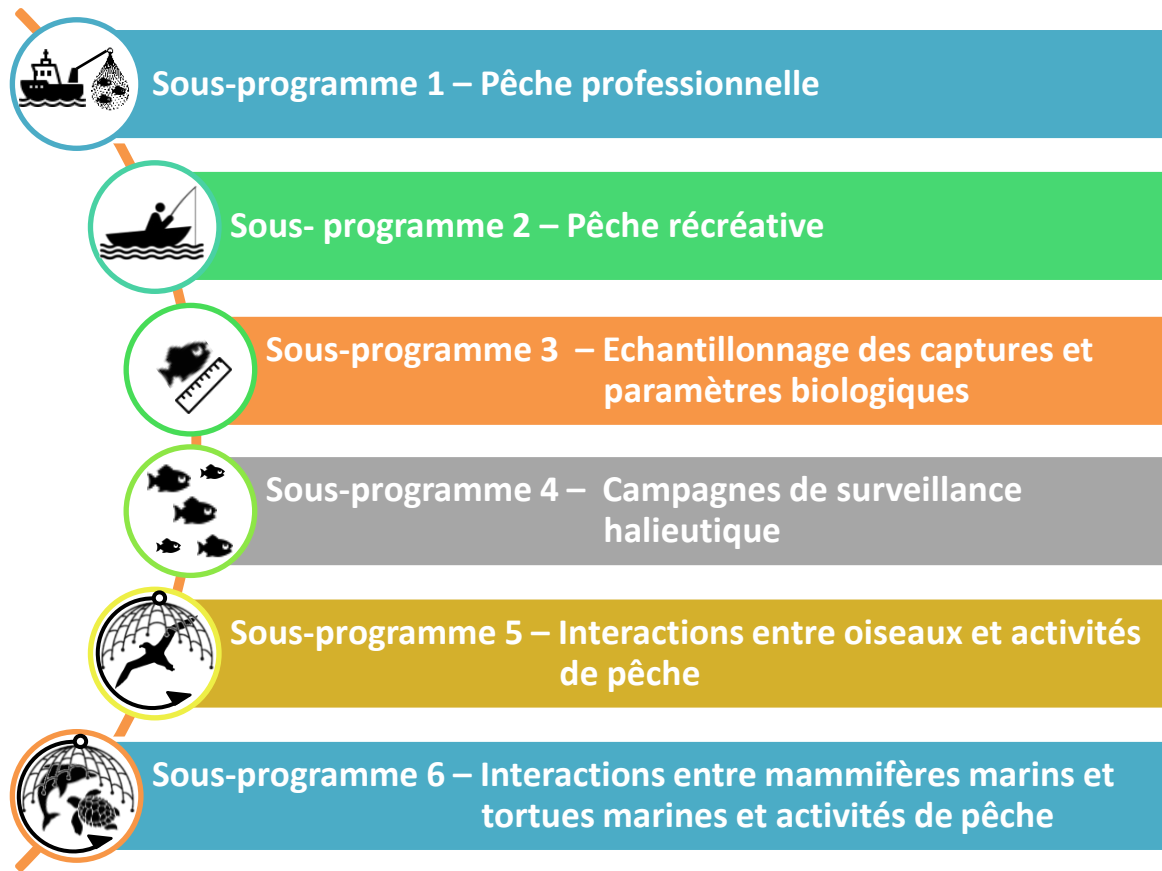 Sous-programme 1 – Pêche professionnelle
Sous- programme 2 – Pêche récréative
Sous-programme 3 – Echantillonnage des captures et
paramètres biologiques
Sous-programme 4 – Campagnes de surveillance
halieutique
Sous-programme 5 – Interactions entre oiseaux et activités
de pêche
Sous-programme 6 – Interactions entre mammifères marins et
tortues marines et activités de pêche